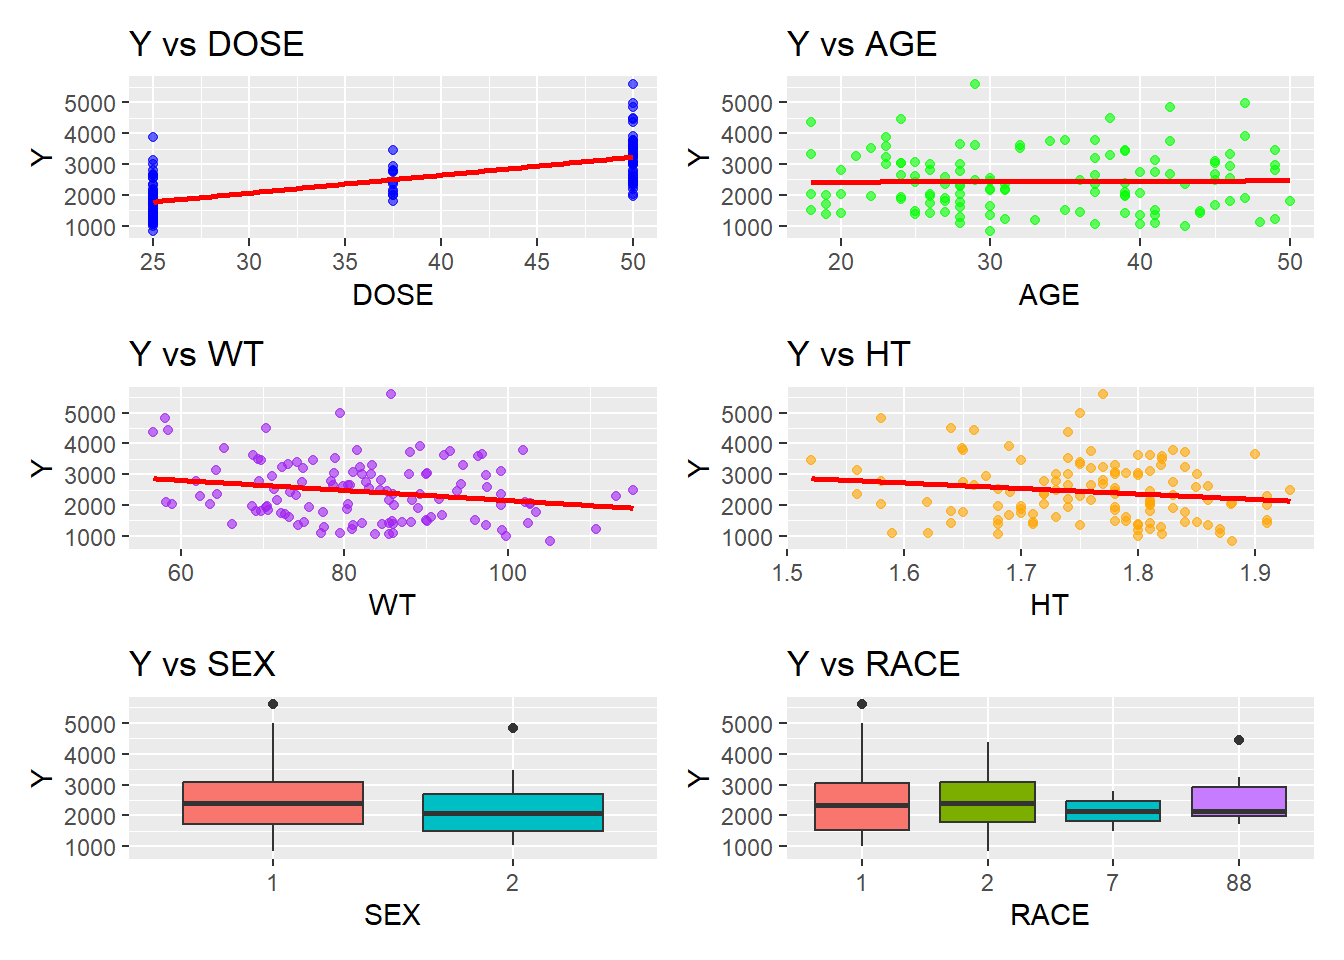 Y vs DOSE
Y
5000
4000
3000
2000
1000
25 30 35 40 45 50
DOSE
Y vs AGE
Y
5000
4000
3000
2000
1000
20 30 40 50
AGE
Y vs WT
Y
5000
4000
3000
2000
1000
60 80 100
WT
Y vs HT
Y
5000
4000
3000
2000
1000
1.5 1.6 1.7 1.8 1.9
HT
Y vs SEX
Y
5000
4000
3000
2000
1000
1 2
SEX
Y vs RACE
Y
5000
4000
3000
2000
1000
1 2 7 88
RACE